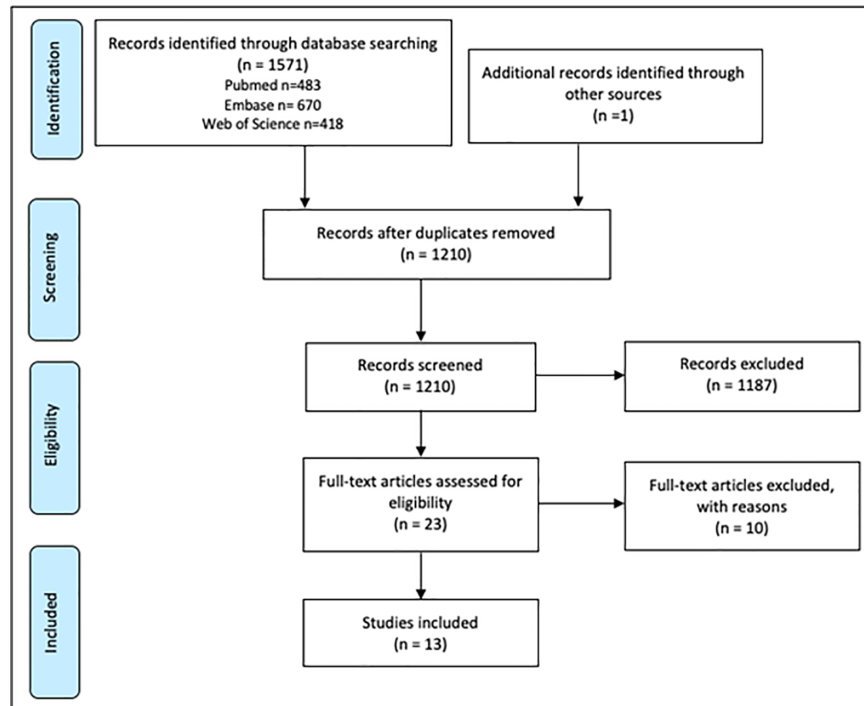 Identification
Records identified through database searching
(n = 1571)
Pubmed n=483
Embase n= 670
Web of Science n=418
Additional records identified through
other sources
(n =1)
Screening
Records after duplicates removed
(n = 1210)
Eligibility
Records screened
(n = 1210)
Records excluded
(n = 1187)
Full-text articles assessed for
eligibility
(n = 23)
Full-text articles excluded,
with reasons
(n = 10)
Included
Studies included
(n = 13)